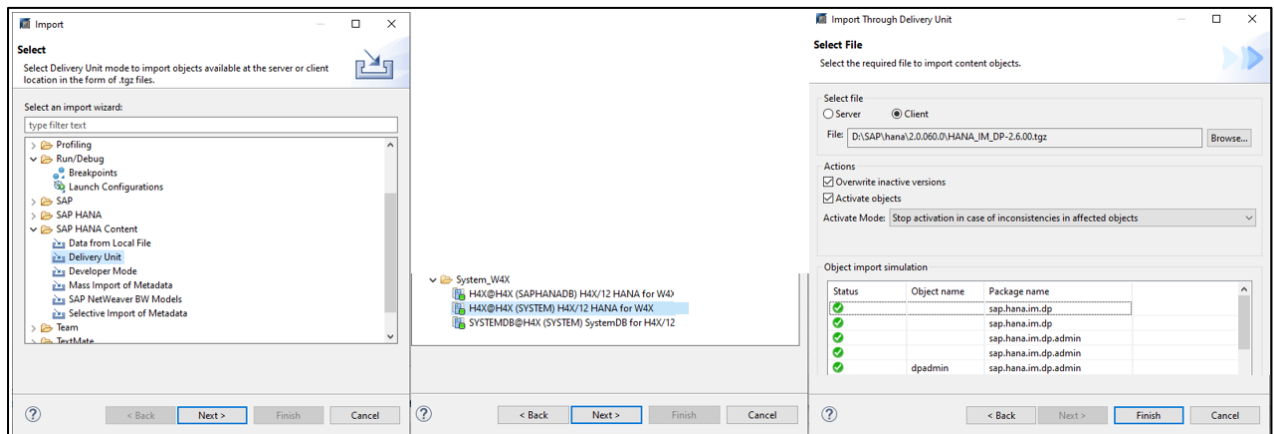 Import
Select
Select Delivery Unit mode to import objects available at the server or client
location in the form of .tgz files.
Select an import wizard:
type filter text
Profiling
Run/Debug
Breakpoints
Launch Configurations
SAP
SAP HANA
SAP HANA Content
Data from Local File
Delivery Unit
Developer Mode
Mass Import of Metadata
SAP NetWeaver BW Models
Selective Import of Metadata
Team
TextMate
< Back Next > Finish Cancel
System_W4X
H4X@H4X (SAPHANADB) H4X/12 HANA for W4X
H4X@H4X (SYSTEM) H4X/12 HANA for W4X
SYSTEMDB@H4X (SYSTEM) SystemDB for H4X/12
< Back Next > Finish Cancel
Import Through Delivery Unit
Select File
Select the required file to import content objects.
Select file
Server Client
File: D:\SAP\hana\2.0.060.0\HANA_IM_DP-2.6.00.tgz Browse...
Actions
Overwrite inactive versions
Activate objects
Activate Mode: Stop activation in case of inconsistencies in affected objects
Object import simulation
Status Object name Package name
sap.hana.im.dp
sap.hana.im.dp
sap.hana.im.dp.admin
sap.hana.im.dp.admin
dpadmin sap.hana.im.dp.admin
< Back Next > Finish Cancel